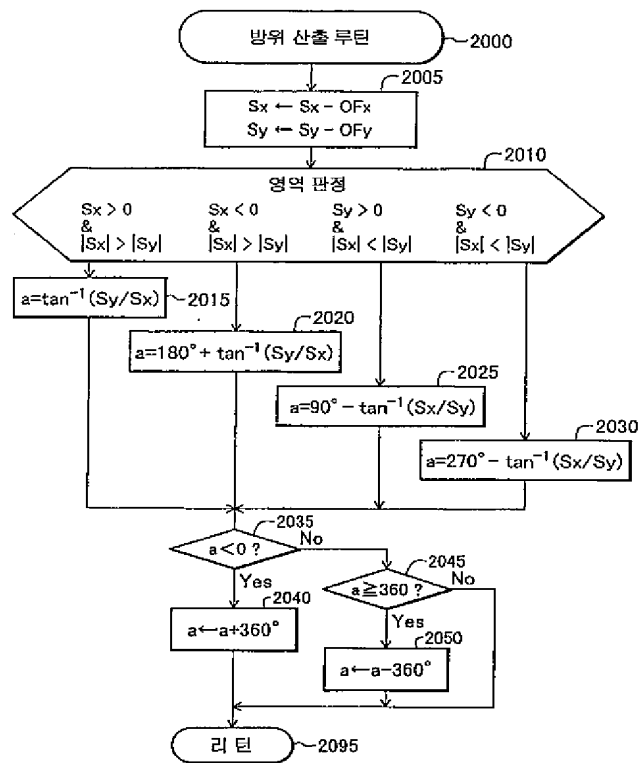 방위 산출 루틴
2000
2005
Sx ← Sx - OFx
Sy ← Sy - OFy
2010
영역 판정
Sx > 0
&
|Sx| > |Sy|
Sx < 0
&
|Sx| > |Sy|
Sy > 0
&
|Sx| < |Sy|
Sy < 0
&
|Sx| < |Sy|
a=tan⁻¹(Sy/Sx)
2015
2020
a=180°+ tan⁻¹(Sy/Sx)
2025
a=90°- tan⁻¹(Sx/Sy)
2030
a=270°- tan⁻¹(Sx/Sy)
2035
a<0 ?
No
Yes
2045
a≧360 ?
No
Yes
2040
a←a+360°
2050
a←a-360°
리 턴
2095